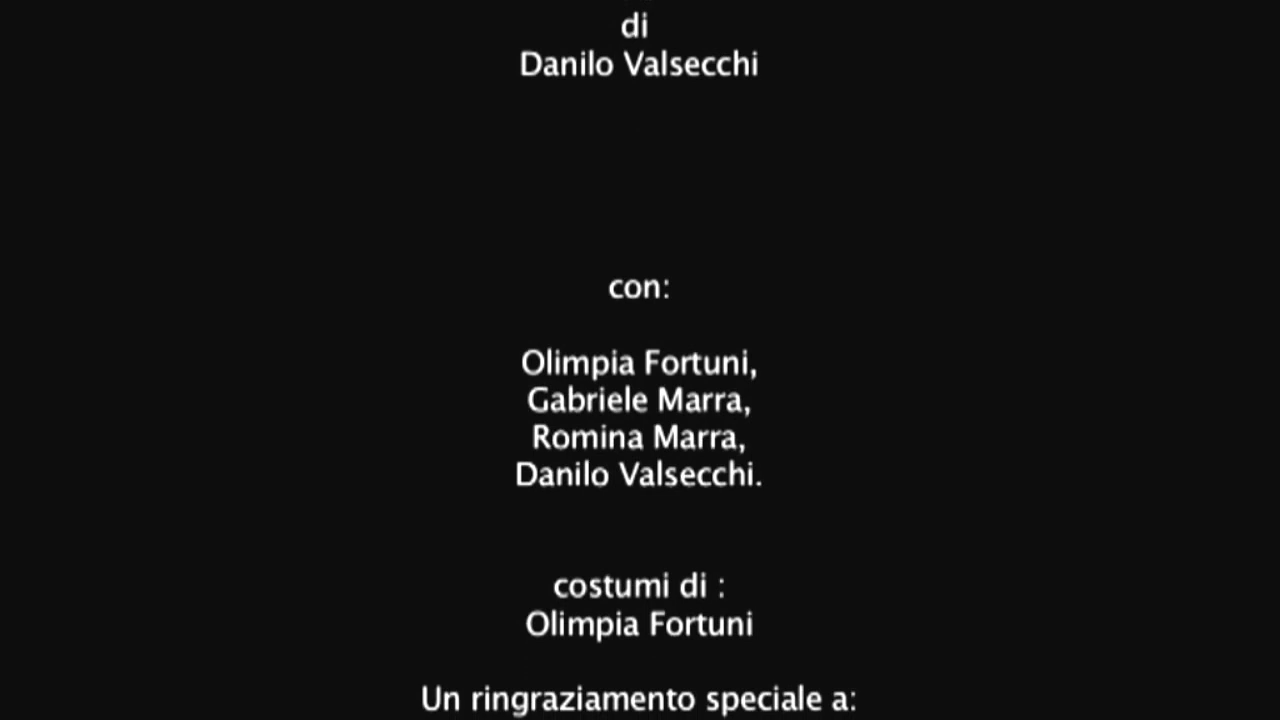 di
Danilo Valsecchi
con:
Olimpia Fortuni,
Gabriele Marra,
Romina Marra,
Danilo Valsecchi.
costumi di :
Olimpia Fortuni
Un ringraziamento speciale a: